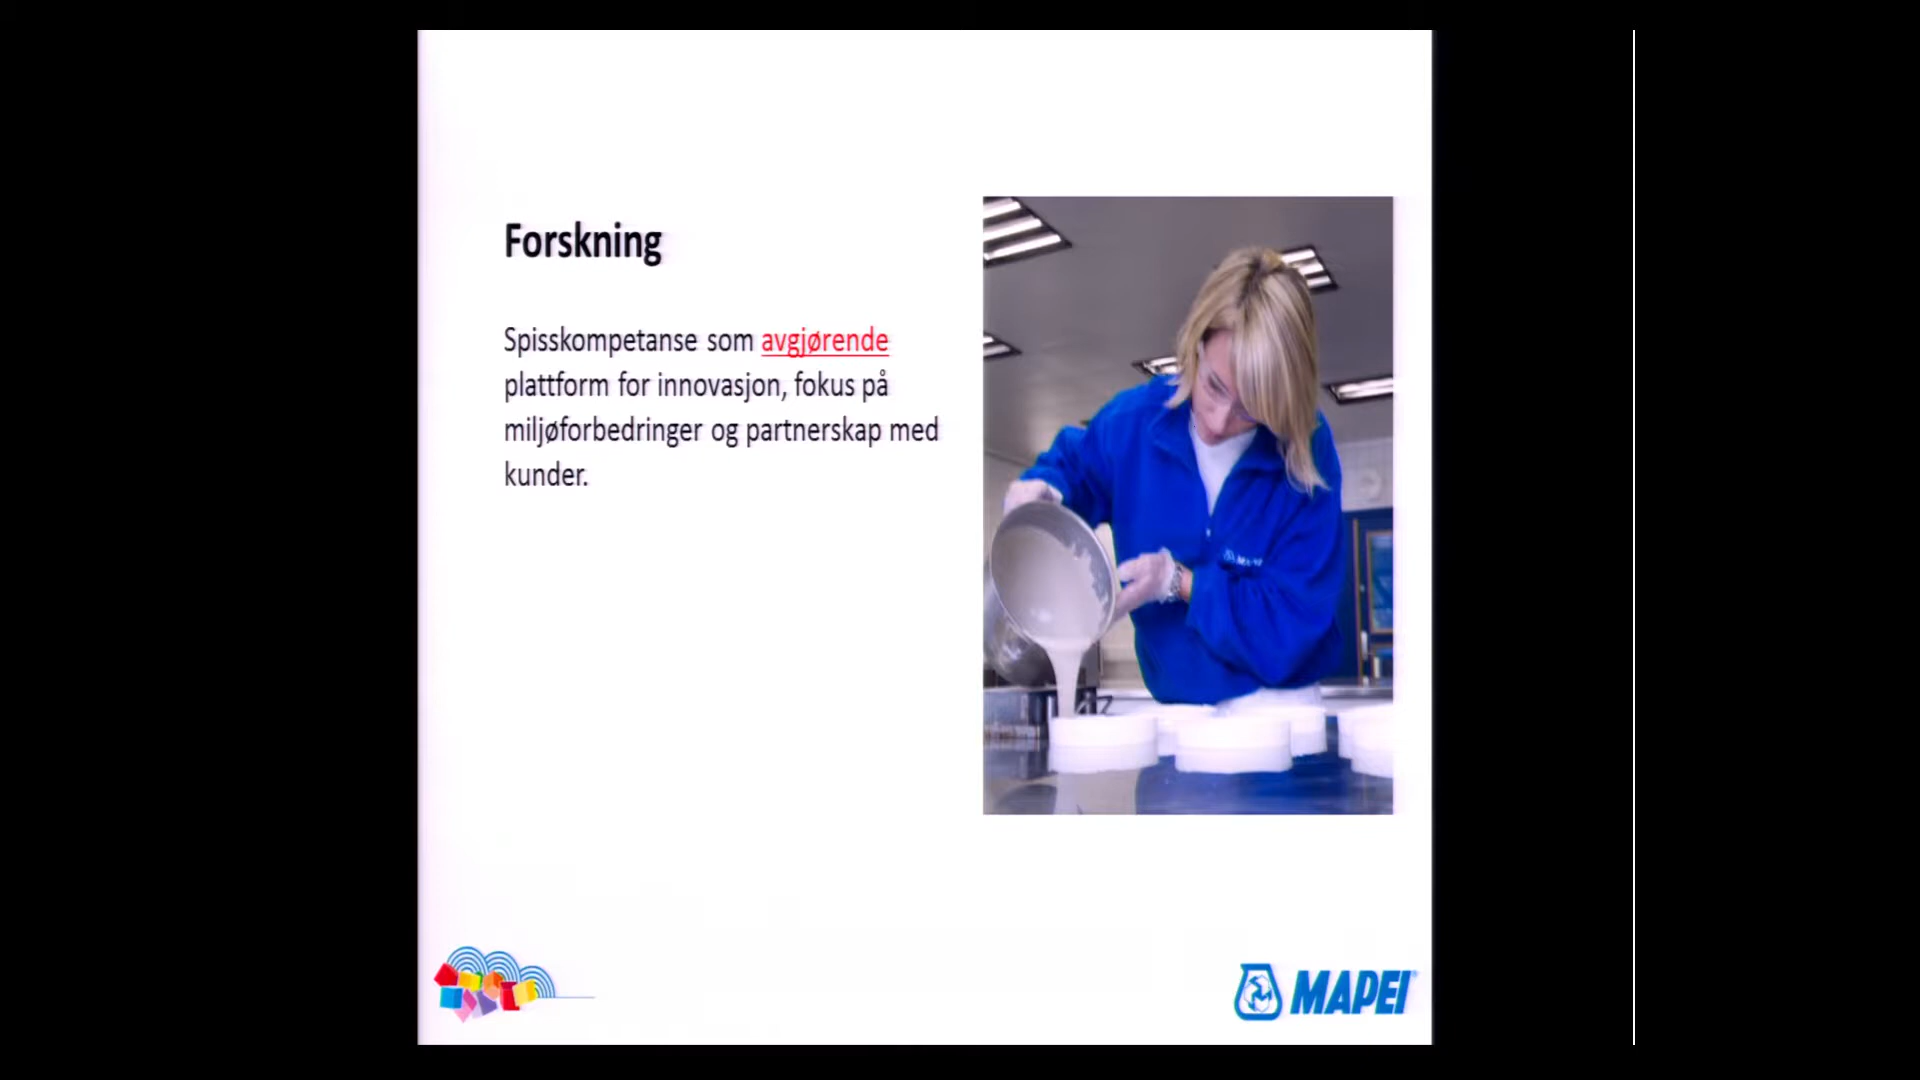 Forskning
Spisskompetanse som avgjørende
plattform for innovasjon, fokus på
miljøforbedringer og partnerskap med
kunder.
MAPEI